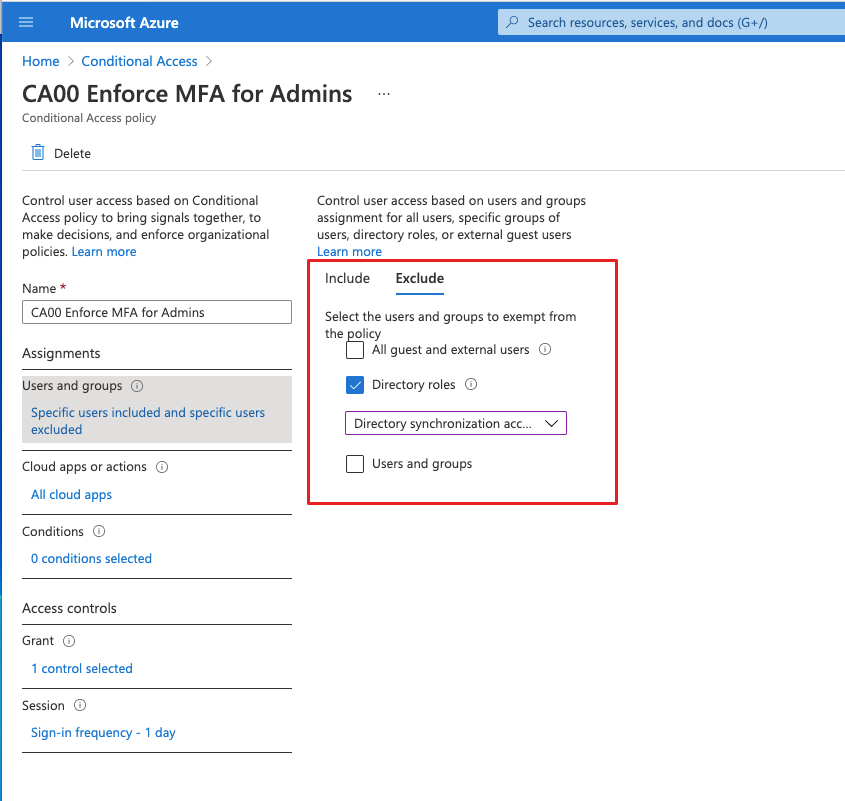 Microsoft Azure
Search resources, services, and docs (G+/)
Home > Conditional Access >
CA00 Enforce MFA for Admins ...
Conditional Access policy
Delete
Control user access based on Conditional
Access policy to bring signals together, to
make decisions, and enforce organizational
policies. Learn more
Name *
CA00 Enforce MFA for Admins
Assignments
Users and groups
Specific users included and specific users
excluded
Cloud apps or actions
All cloud apps
Conditions
0 conditions selected
Access controls
Grant
1 control selected
Session
Sign-in frequency - 1 day
Control user access based on users and groups
assignment for all users, specific groups of
users, directory roles, or external guest users
Learn more
Include Exclude
Select the users and groups to exempt from
the policy
All guest and external users
Directory roles
Directory synchronization acc...
Users and groups